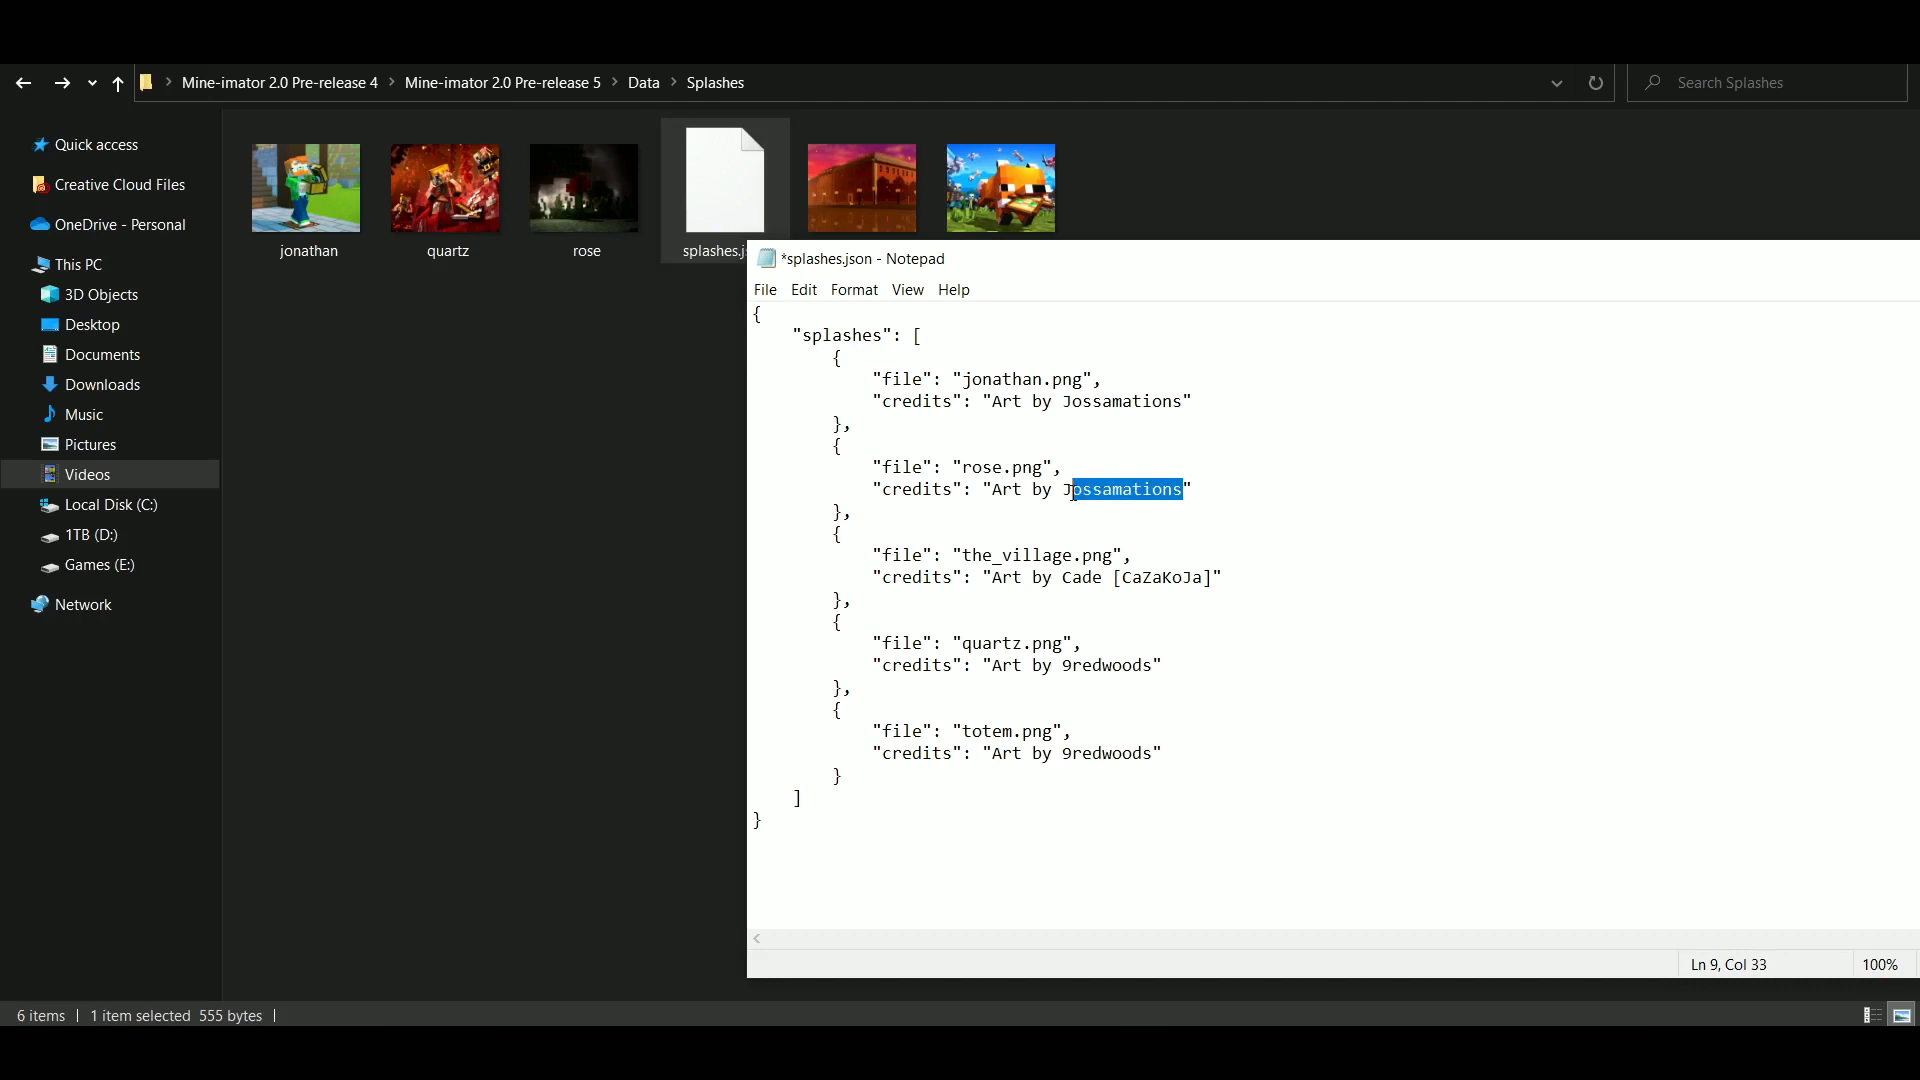 Mine-imator 2.0 Pre-release 4 > Mine-imator 2.0 Pre-release 5 > Data > Splashes
Search Splashes
Quick access
Creative Cloud Files
OneDrive - Personal
This PC
3D Objects
Desktop
Documents
Downloads
Music
Pictures
Videos
Local Disk (C:)
1TB (D:)
Games (E:)
Network
jonathan
quartz
rose
splashes.j
*splashes.json - Notepad
File Edit Format View Help
{
"splashes": [
{
"file": "jonathan.png",
"credits": "Art by Jossamations"
},
{
"file": "rose.png",
"credits": "Art by Jossamations"
},
{
"file": "the_village.png",
"credits": "Art by Cade [CaZaKoJa]"
},
{
"file": "quartz.png",
"credits": "Art by 9redwoods"
},
{
"file": "totem.png",
"credits": "Art by 9redwoods"
}
]
}
Ln 9, Col 33
100%
6 items | 1 item selected 555 bytes |